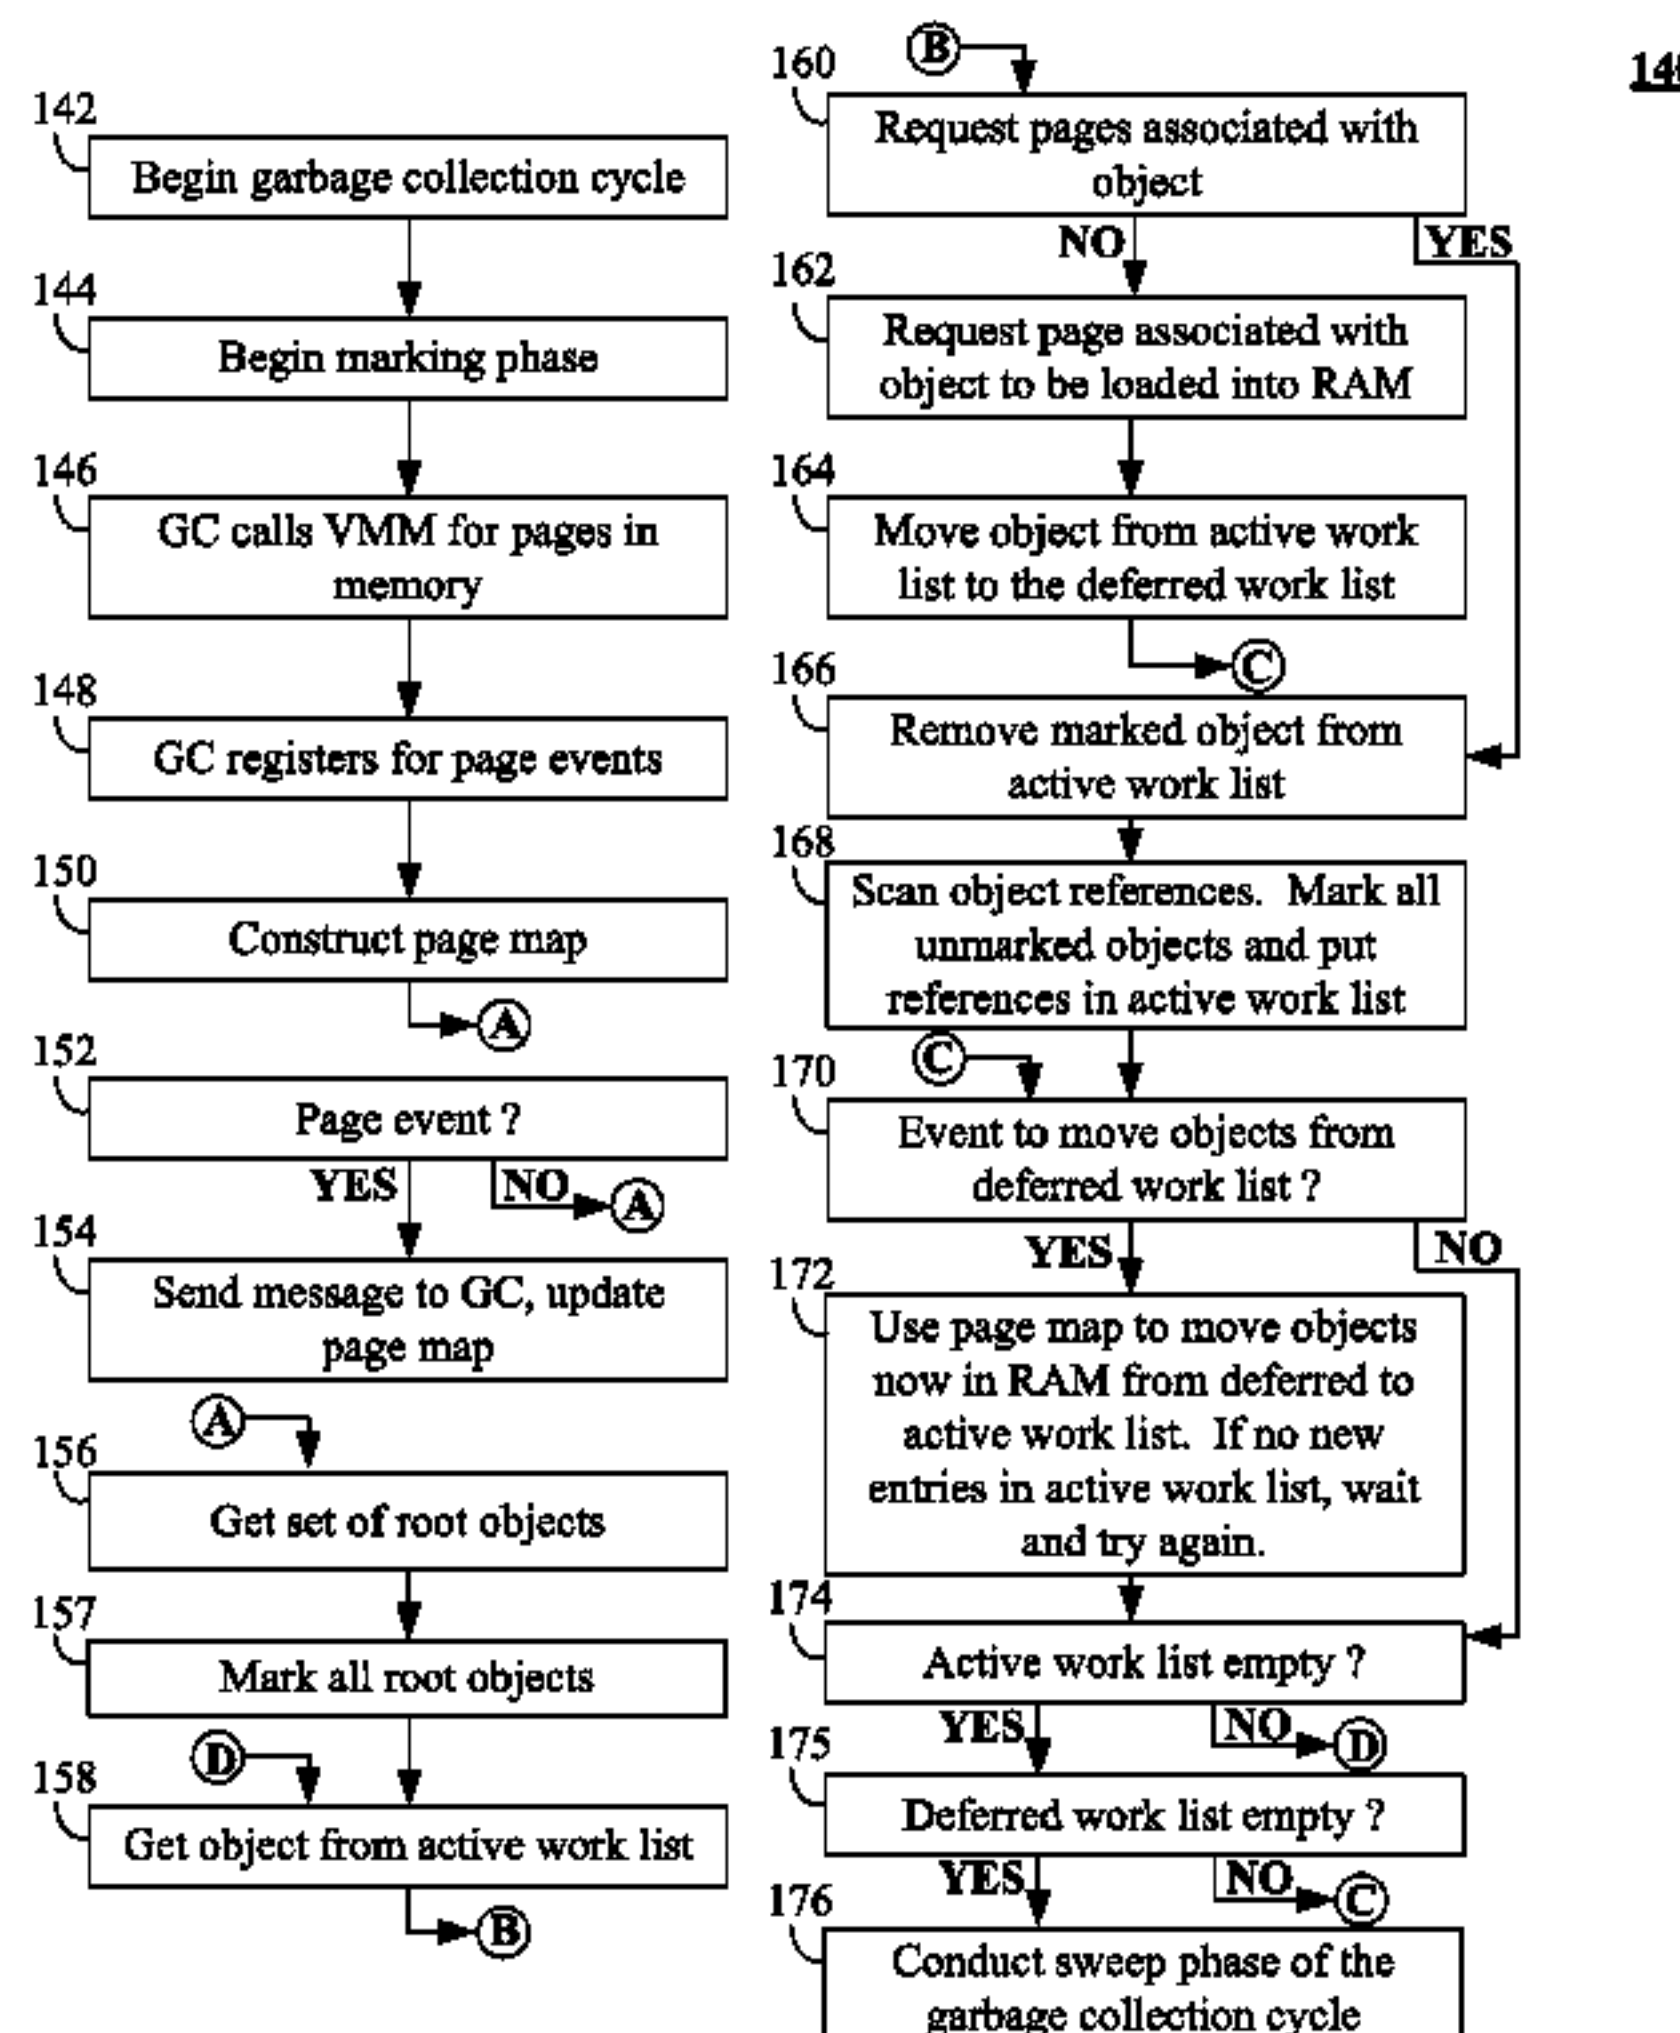 142
Begin garbage collection cycle
144
Begin marking phase
146
GC calls VMM for pages in
memory
148
GC registers for page events
150
Construct page map
A
152
Page event ?
YES
NO
A
154
Send message to GC, update
page map
A
156
Get set of root objects
157
Mark all root objects
D
158
Get object from active work list
B
B
160
Request pages associated with
object
NO
YES
162
Request page associated with
object to be loaded into RAM
164
Move object from active work
list to the deferred work list
C
166
Remove marked object from
active work list
168
Scan object references. Mark all
unmarked objects and put
references in active work list
C
170
Event to move objects from
deferred work list ?
YES
NO
172
Use page map to move objects
now in RAM from deferred to
active work list. If no new
entries in active work list, wait
and try again.
174
Active work list empty ?
YES
NO
D
175
Deferred work list empty ?
YES
NO
C
176
Conduct sweep phase of the
garbage collection cycle